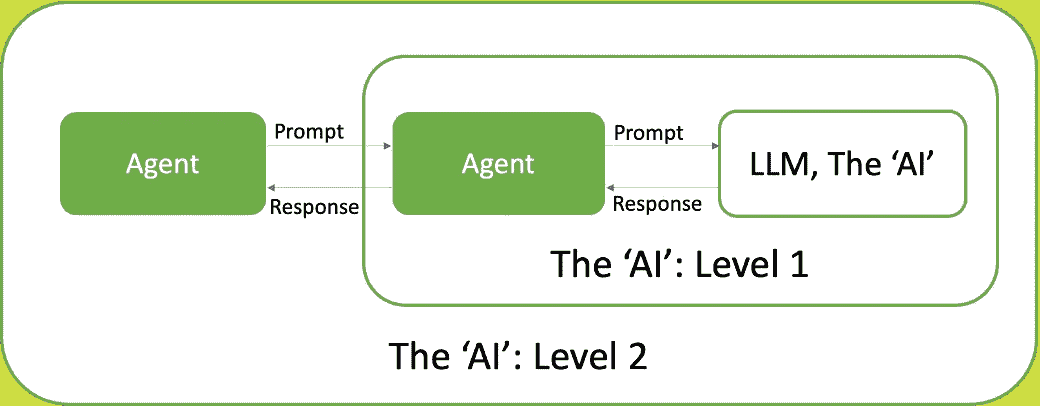 Prompt
Prompt
Agent
Agent
LLM, The ‘AI’
Response
Response
The ‘AI’: Level 1
The ‘AI’: Level 2